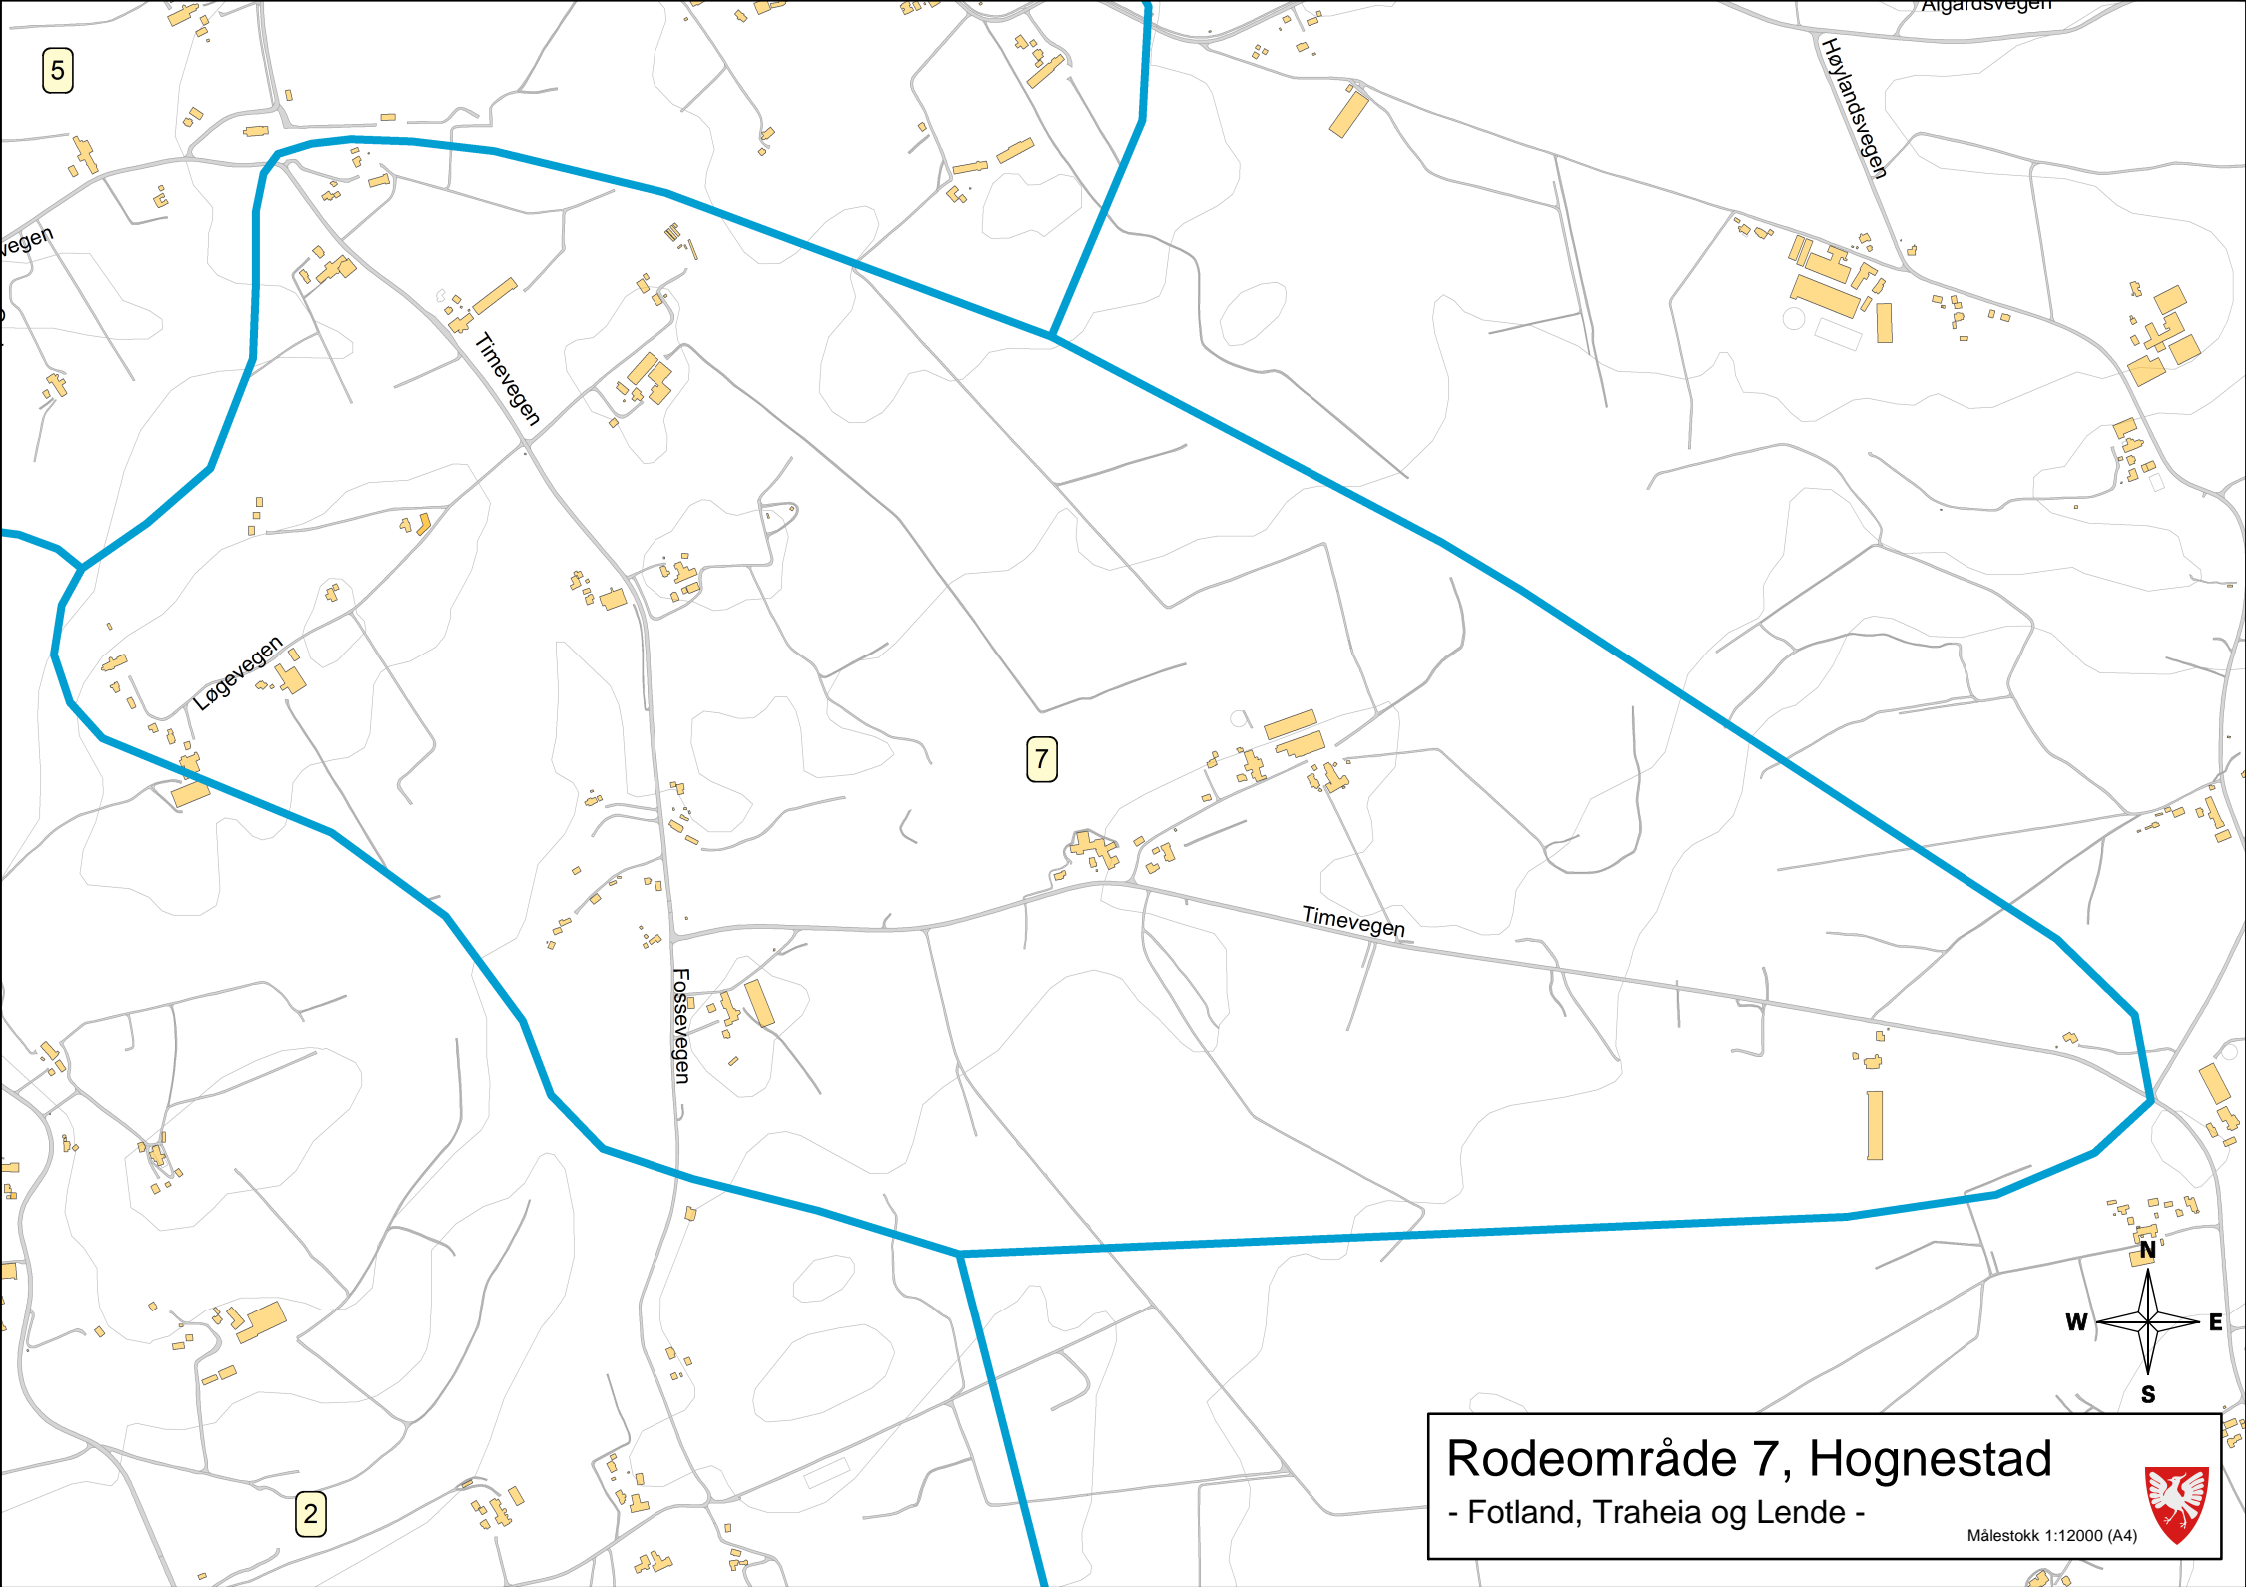 Ålgårdsvegen
5
Høylandsvegen
vegen
Timevegen
Løgevegen
7
Timevegen
Fossevegen
N
W
E
S
2
Rodeområde 7, Hognestad
- Fotland, Traheia og Lende -
Målestokk 1:12000 (A4)